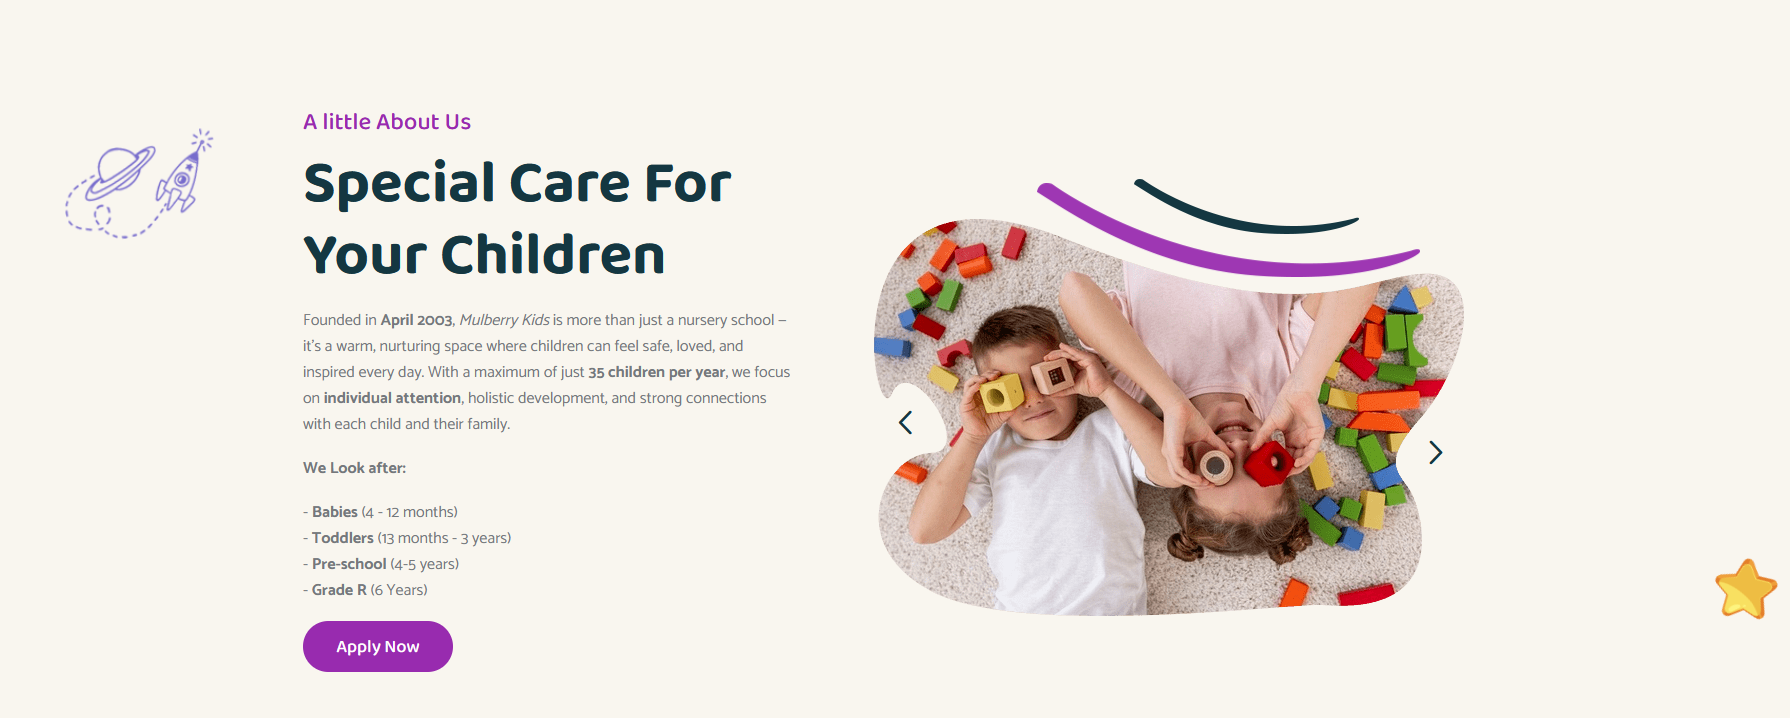 A little About Us
Special Care For
Your Children
Founded in April 2003, Mulberry Kids is more than just a nursery school –
it's a warm, nurturing space where children can feel safe, loved, and
inspired every day. With a maximum of just 35 children per year, we focus
on individual attention, holistic development, and strong connections
with each child and their family.
We Look after:
- Babies (4 - 12 months)
- Toddlers (13 months - 3 years)
- Pre-school (4-5 years)
- Grade R (6 Years)
Apply Now